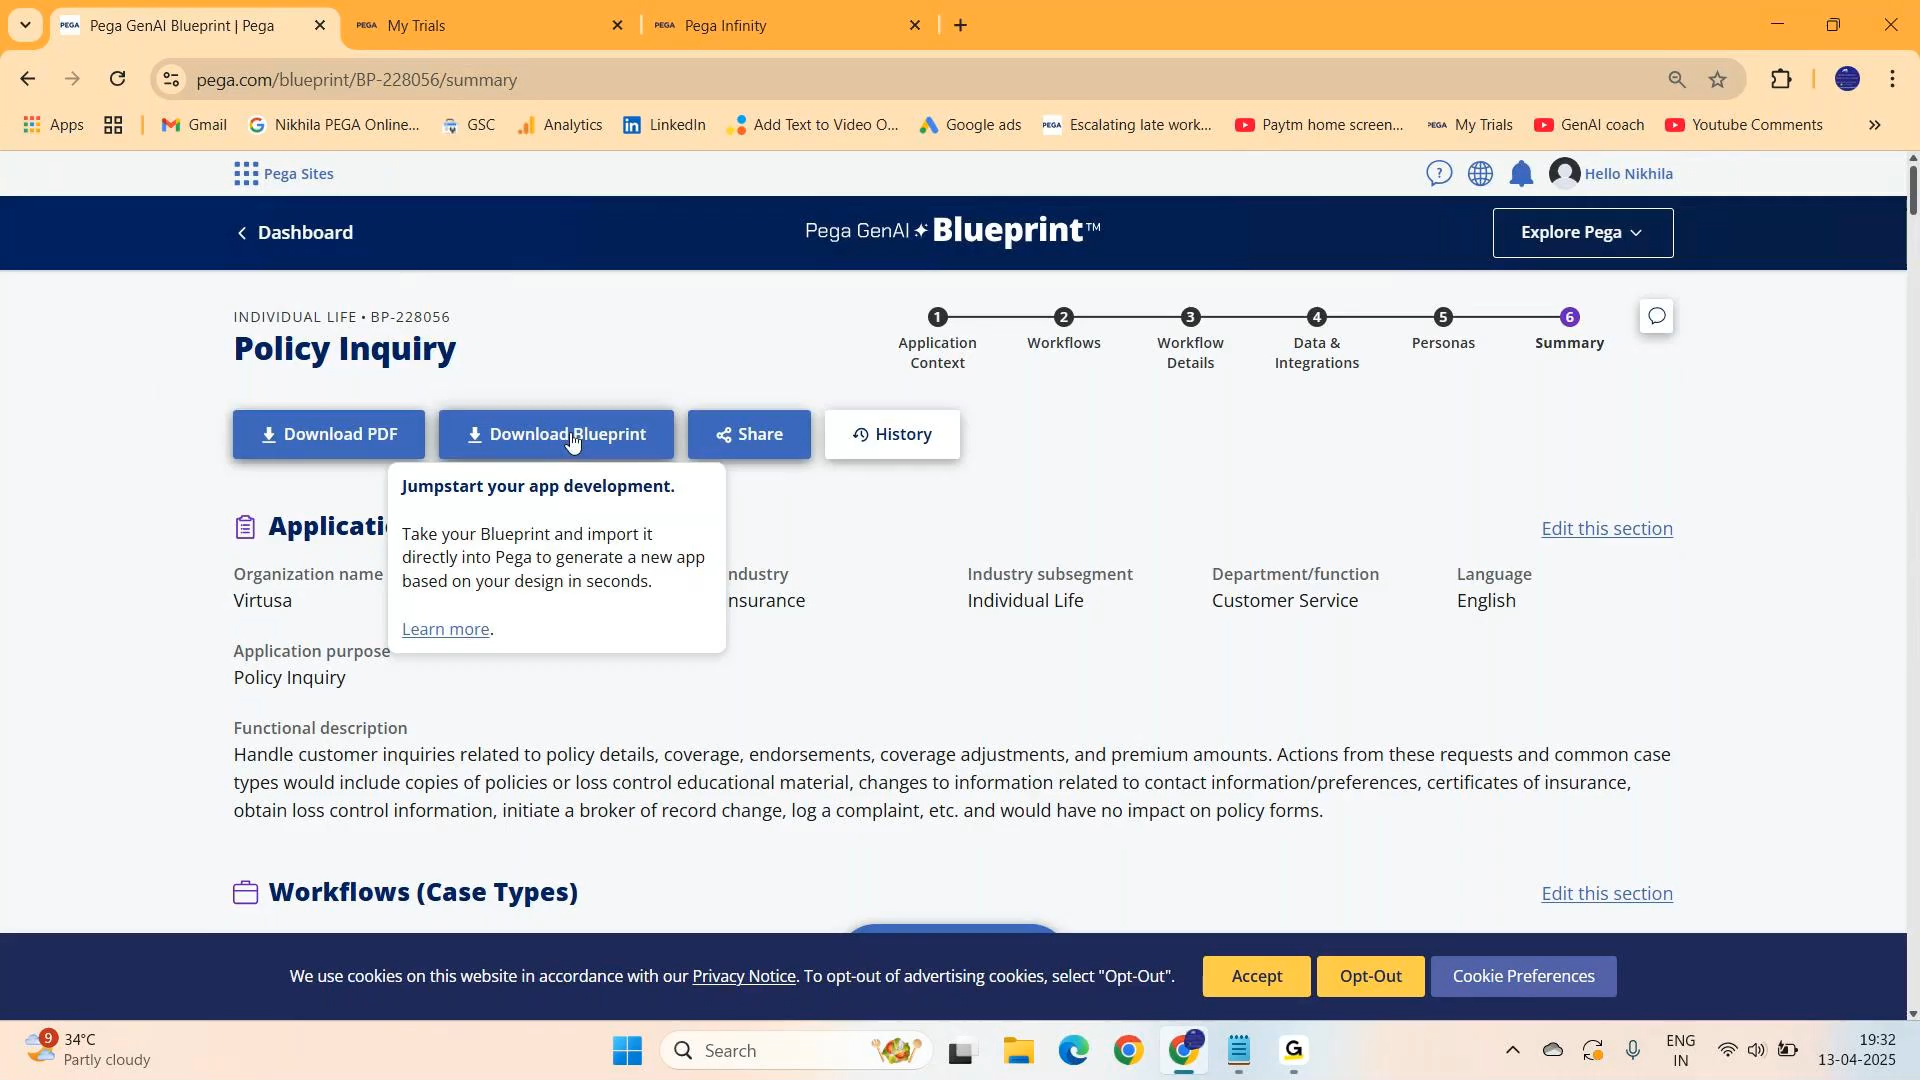 PEGA Pega GenAI Blueprint | Pega
PEGA My Trials
PEGA Pega Infinity
pega.com/blueprint/BP-228056/summary
Apps
Gmail
Nikhila PEGA Online...
GSC
Analytics
LinkedIn
Add Text to Video O...
Google ads
PEGA Escalating late work...
Paytm home screen...
PEGA My Trials
GenAI coach
Youtube Comments
Pega Sites
Hello Nikhila
Dashboard
Pega GenAI Blueprint™
Explore Pega
INDIVIDUAL LIFE • BP-228056
Policy Inquiry
1
2
3
4
5
6
Application
Context
Workflows
Workflow
Details
Data &
Integrations
Personas
Summary
Download PDF
Download Blueprint
Share
History
Jumpstart your app development.
Take your Blueprint and import it
directly into Pega to generate a new app
based on your design in seconds.
Learn more.
Applicati
Edit this section
Organization name
Virtusa
ndustry
nsurance
Industry subsegment
Individual Life
Department/function
Customer Service
Language
English
Application purpose
Policy Inquiry
Functional description
Handle customer inquiries related to policy details, coverage, endorsements, coverage adjustments, and premium amounts. Actions from these requests and common case
types would include copies of policies or loss control educational material, changes to information related to contact information/preferences, certificates of insurance,
obtain loss control information, initiate a broker of record change, log a complaint, etc. and would have no impact on policy forms.
Workflows (Case Types)
Edit this section
We use cookies on this website in accordance with our Privacy Notice. To opt-out of advertising cookies, select "Opt-Out".
Accept
Opt-Out
Cookie Preferences
9
34°C
Partly cloudy
Search
ENG
IN
19:32
13-04-2025